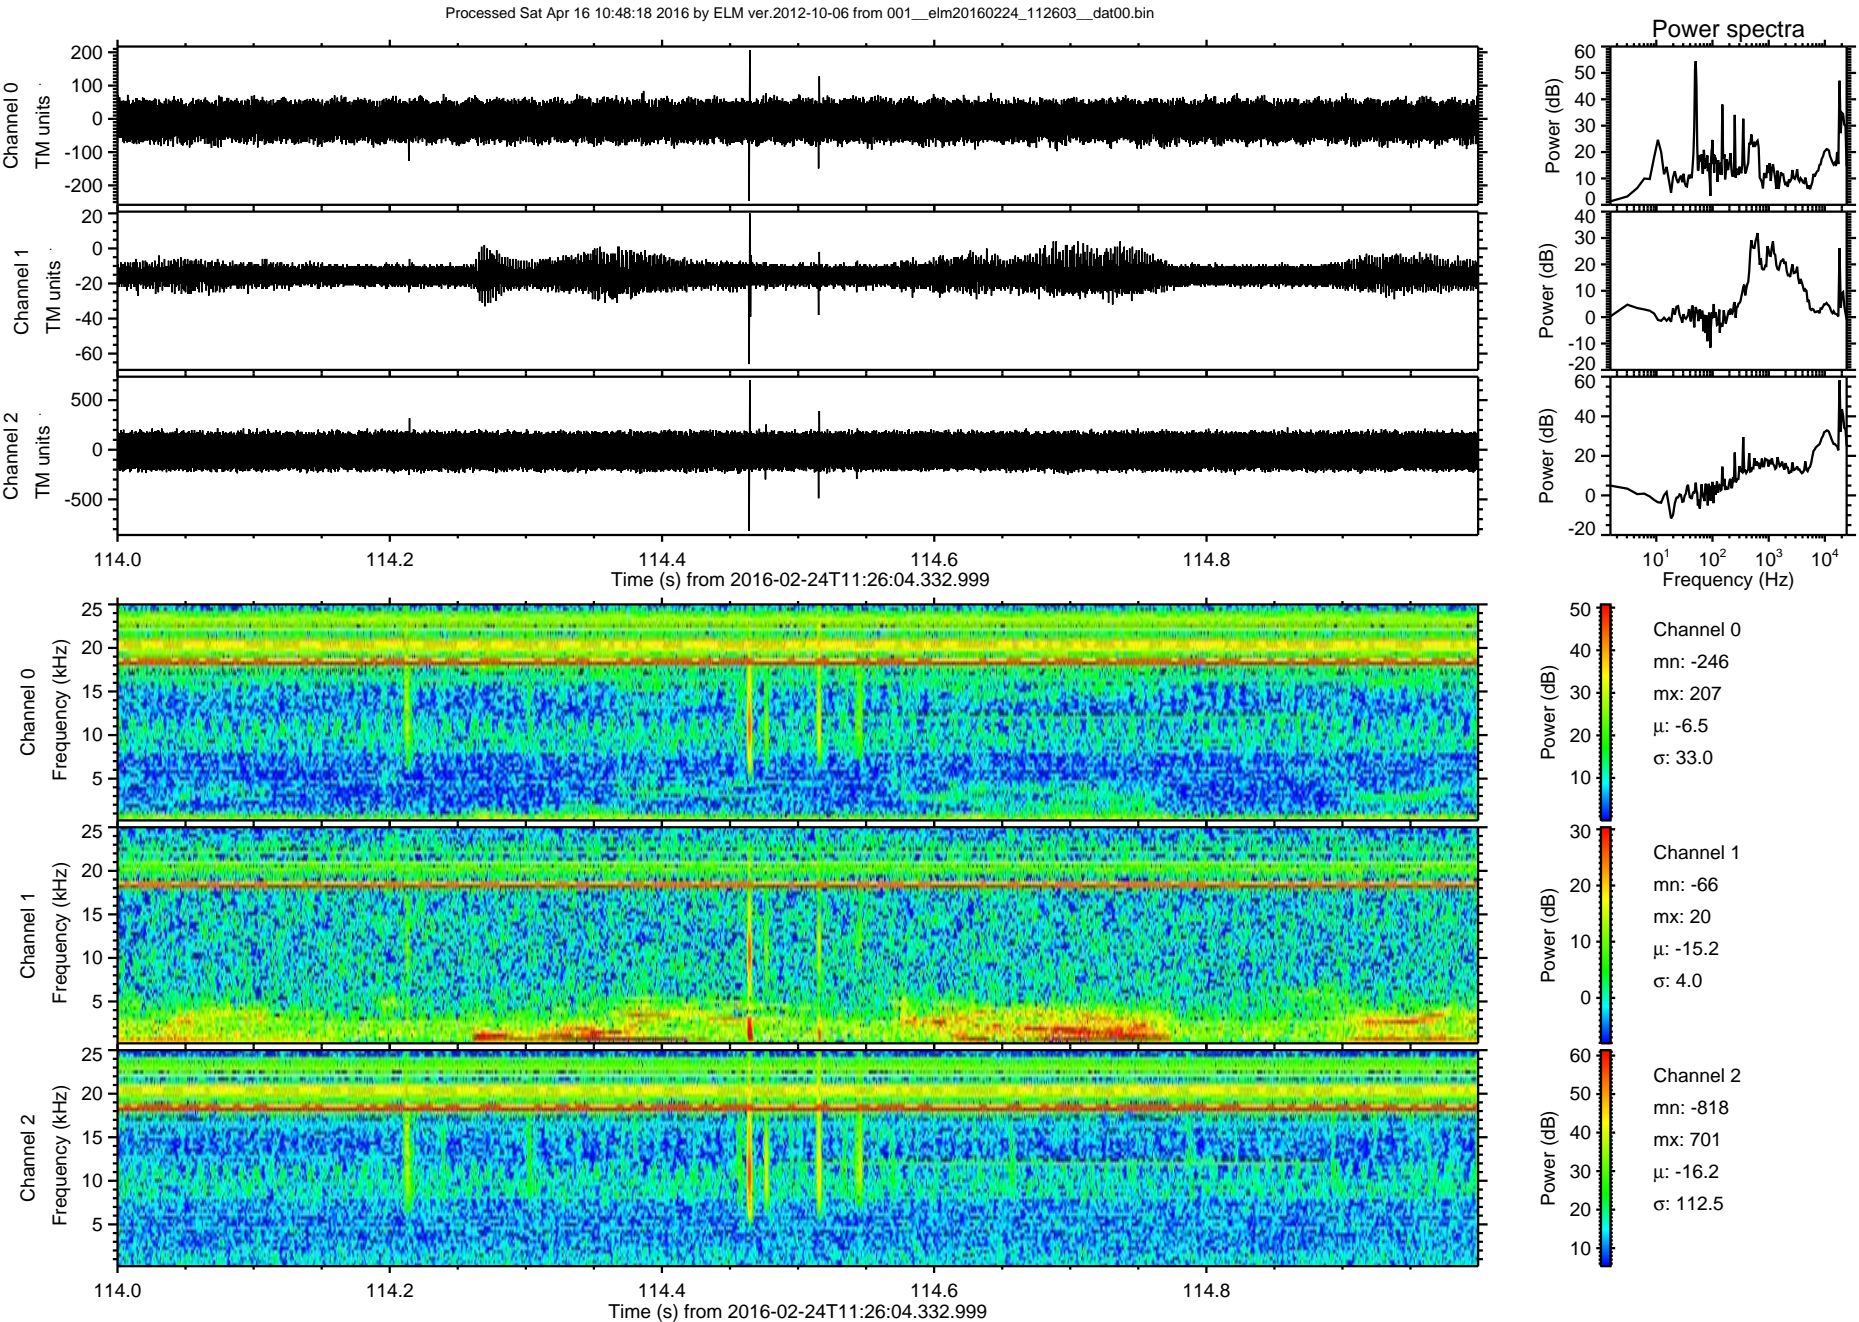 Processed Sat Apr 16 10:48:18 2016 by ELM ver.2012-10-06 from 001__elm20160224_112603__dat00.bin
Power spectra
Channel 0
TM units
200
100
0
-100
-200
Power (dB)
60
50
40
30
20
10
0
Channel 1
TM units
20
0
-20
-40
-60
Power (dB)
40
30
20
10
0
-10
-20
Channel 2
TM units
500
0
-500
Power (dB)
60
40
20
0
-20
114.0 114.2 114.4 114.6 114.8
Time (s) from 2016-02-24T11:26:04.332.999
10¹ 10² 10³ 10⁴
Frequency (Hz)
Channel 0
Frequency (kHz)
25
20
15
10
5
Power (dB)
50
40
30
20
10
Channel 0
mn: -246
mx: 207
μ: -6.5
σ: 33.0
Channel 1
Frequency (kHz)
25
20
15
10
5
Power (dB)
30
20
10
0
Channel 1
mn: -66
mx: 20
μ: -15.2
σ: 4.0
Channel 2
Frequency (kHz)
25
20
15
10
5
Power (dB)
60
50
40
30
20
10
Channel 2
mn: -818
mx: 701
μ: -16.2
σ: 112.5
114.0 114.2 114.4 114.6 114.8
Time (s) from 2016-02-24T11:26:04.332.999